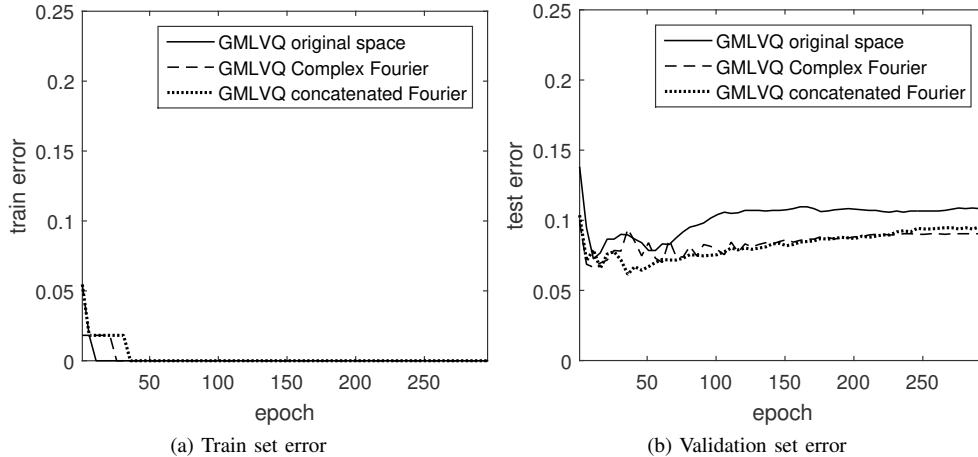 0.25
0.2
0.15
0.1
0.05
0
train error
GMLVQ original space
GMLVQ Complex Fourier
GMLVQ concatenated Fourier
50 100 150 200 250
epoch
(a) Train set error
0.25
0.2
0.15
0.1
0.05
0
test error
GMLVQ original space
GMLVQ Complex Fourier
GMLVQ concatenated Fourier
50 100 150 200 250
epoch
(b) Validation set error